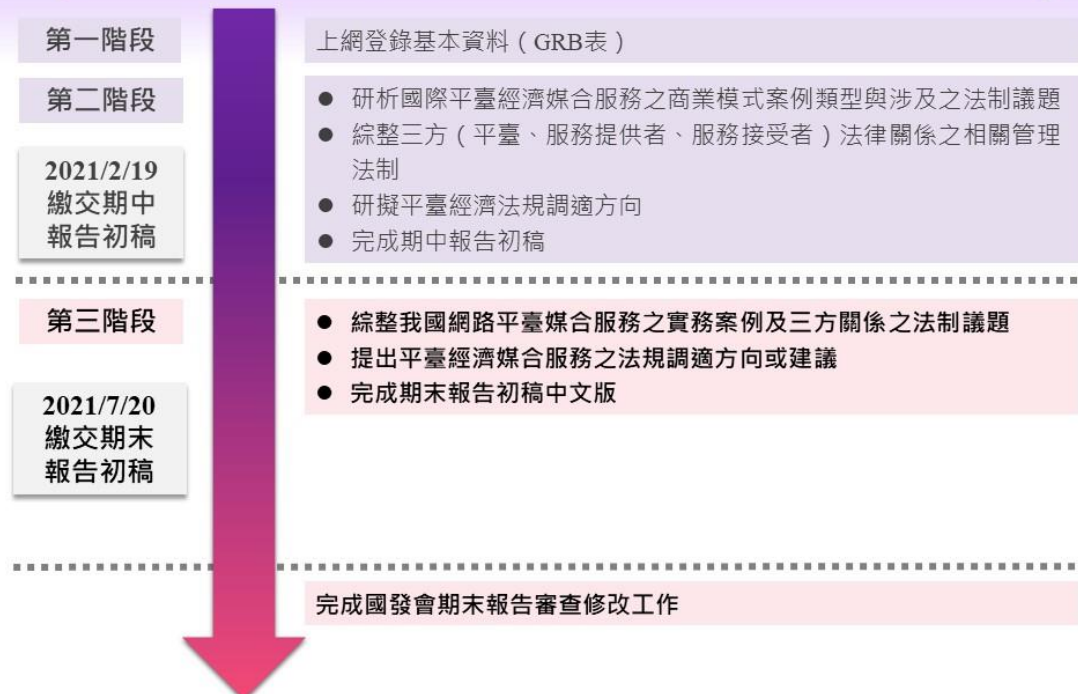 第一階段
上網登錄基本資料（GRB表）
第二階段
2021/2/19
繳交期中
報告初稿
● 研析國際平臺經濟媒合服務之商業模式案例類型與涉及之法制議題
● 綜整三方（平臺、服務提供者、服務接受者）法律關係之相關管理
法制
● 研擬平臺經濟法規調適方向
● 完成期中報告初稿
第三階段
2021/7/20
繳交期末
報告初稿
● 綜整我國網路平臺媒合服務之實務案例及三方關係之法制議題
● 提出平臺經濟媒合服務之法規調適方向或建議
● 完成期末報告初稿中文版
完成國發會期末報告審查修改工作